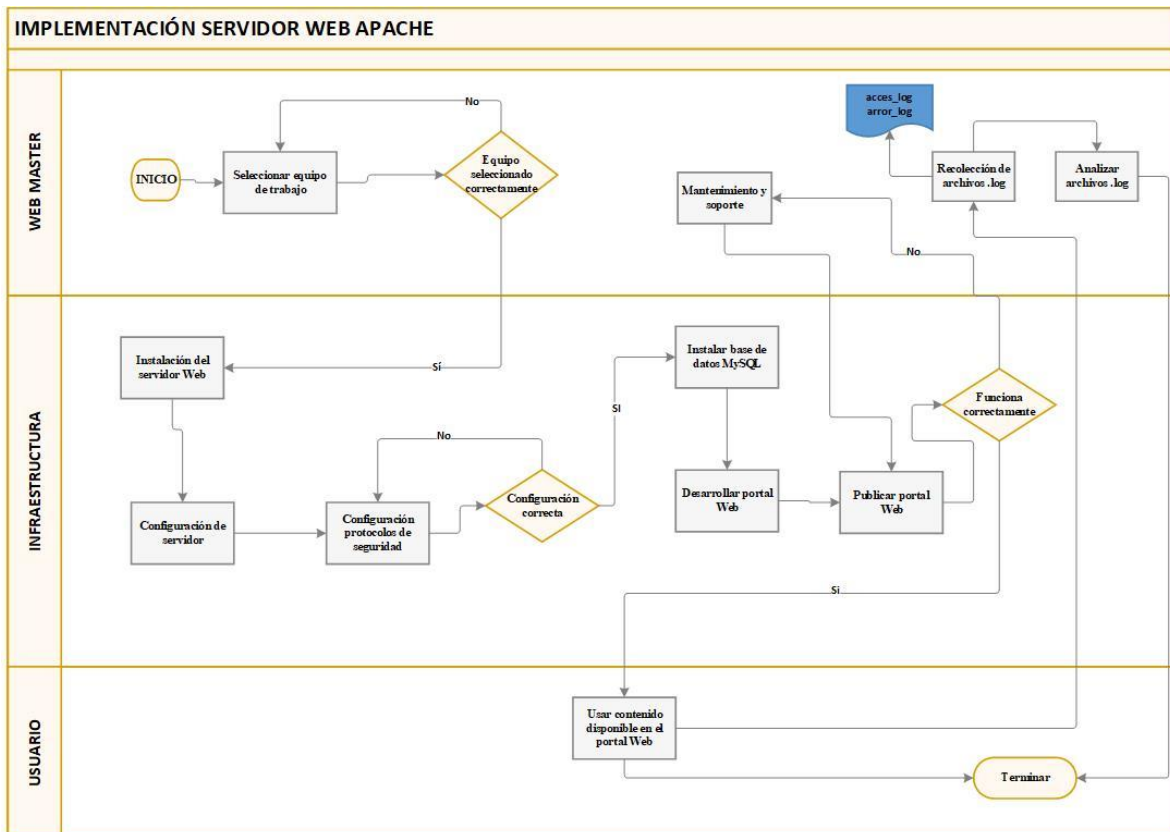 IMPLEMENTACIÓN SERVIDOR WEB APACHE
WEB MASTER
INICIO
Seleccionar equipo
de trabajo
No
Equipo
seleccionado
correctamente
Mantenimiento y
soporte
acces_log
arror_log
Recolección de
archivos .log
Analizar
archivos .log
No
INFRAESTRUCTURA
Instalación del
servidor Web
Sí
Configuración de
servidor
Configuración
protocolos de
seguridad
No
Configuración
correcta
SI
Instalar base de
datos MySQL
Desarrollar portal
Web
Publicar portal
Web
Funciona
correctamente
Si
USUARIO
Usar contenido
disponible en el
portal Web
Terminar